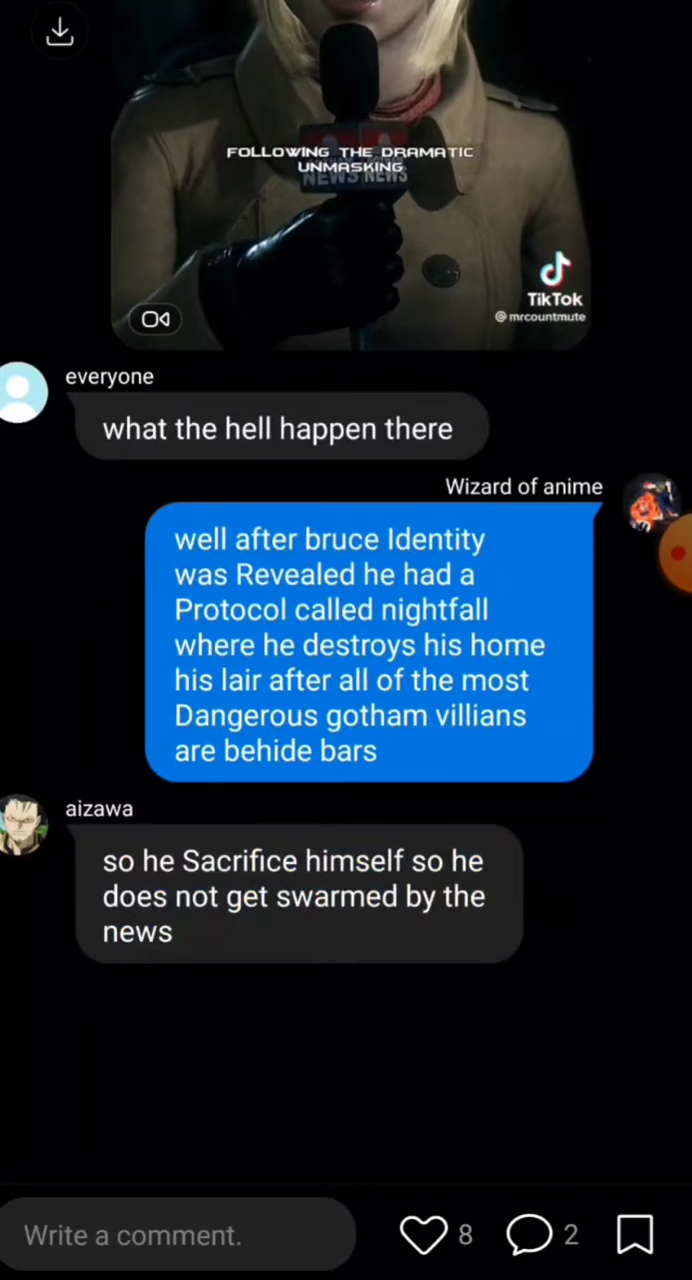 FOLLOWING THE DRAMATIC
UNMASKING
NEWS NEWS
TikTok
@mrcountmute
everyone
what the hell happen there
Wizard of anime
well after bruce Identity
was Revealed he had a
Protocol called nightfall
where he destroys his home
his lair after all of the most
Dangerous gotham villians
are behide bars
aizawa
so he Sacrifice himself so he
does not get swarmed by the
news
Write a comment.
8
2